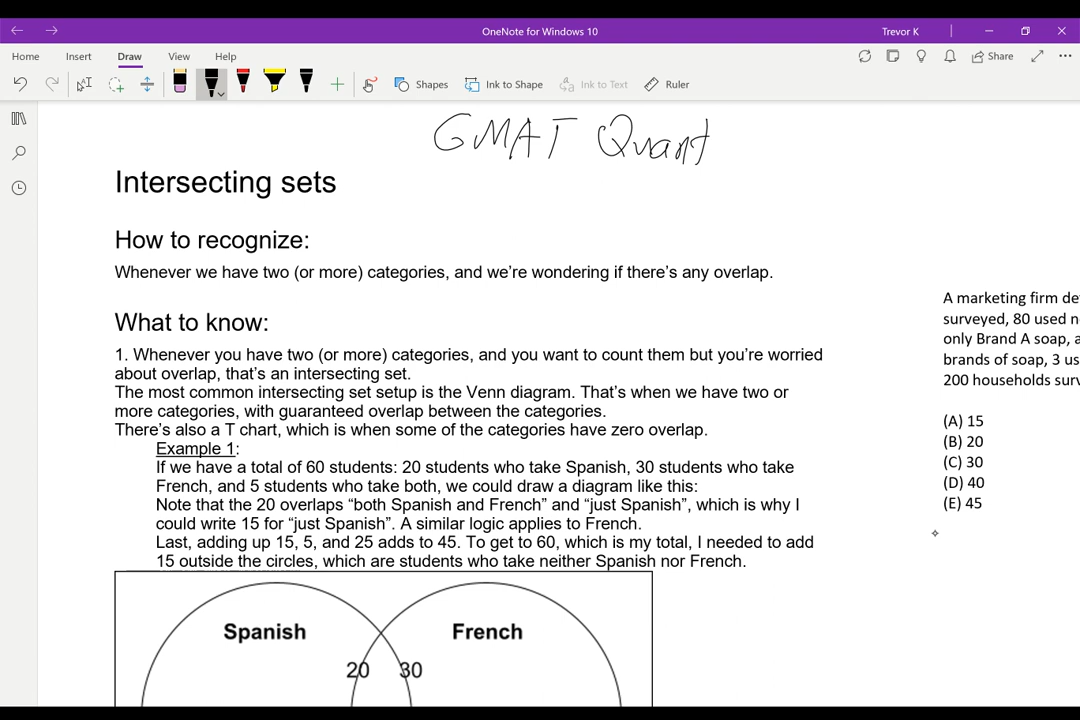 OneNote for Windows 10
Trevor K
Home Insert Draw View Help
Share
Shapes Ink to Shape Ink to Text Ruler
GMAT Quant
Intersecting sets
How to recognize:
Whenever we have two (or more) categories, and we're wondering if there's any overlap.
What to know:
1. Whenever you have two (or more) categories, and you want to count them but you're worried
about overlap, that's an intersecting set.
The most common intersecting set setup is the Venn diagram. That's when we have two or
more categories, with guaranteed overlap between the categories.
There's also a T chart, which is when some of the categories have zero overlap.
Example 1:
If we have a total of 60 students: 20 students who take Spanish, 30 students who take
French, and 5 students who take both, we could draw a diagram like this:
Note that the 20 overlaps “both Spanish and French” and “just Spanish”, which is why I
could write 15 for “just Spanish”. A similar logic applies to French.
Last, adding up 15, 5, and 25 adds to 45. To get to 60, which is my total, I needed to add
15 outside the circles, which are students who take neither Spanish nor French.
Spanish French
20 30
A marketing firm de
surveyed, 80 used n
only Brand A soap, a
brands of soap, 3 us
200 households surv
(A) 15
(B) 20
(C) 30
(D) 40
(E) 45